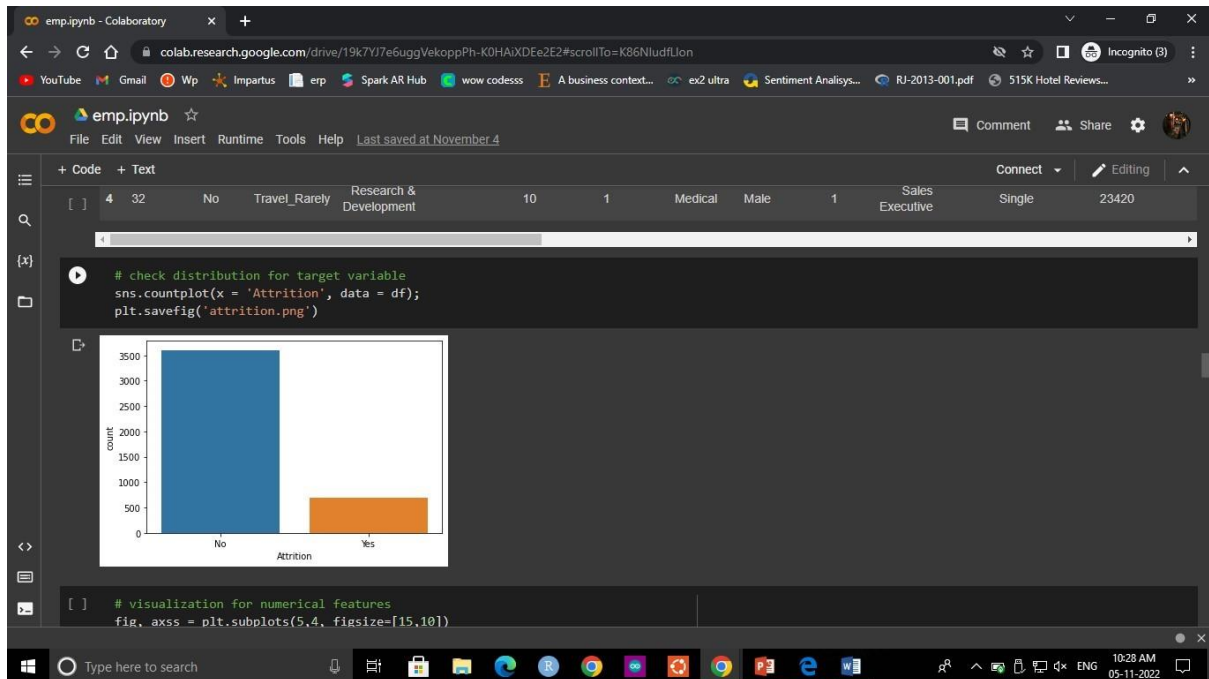 emp.ipynb - Colaboratory
colab.research.google.com/drive/19k7YJ7e6uggVekoppPh-K0HAiXDEe2E2#scrollTo=K86NIudfLlon
Incognito (3)
YouTube Gmail Wp Impartus erp Spark AR Hub wow codesss A business context... ex2 ultra Sentiment Analisys... RJ-2013-001.pdf 515K Hotel Reviews... »
CO emp.ipynb
Comment Share
File Edit View Insert Runtime Tools Help Last saved at November 4
+ Code + Text Connect Editing
[ ] 4 32 No Travel_Rarely Research & Development 10 1 Medical Male 1 Sales Executive Single 23420
{x}
# check distribution for target variable
sns.countplot(x = 'Attrition', data = df);
plt.savefig('attrition.png')
3500
3000
2500
2000
1500
1000
500
0
count
No Yes
Attrition
[ ] # visualization for numerical features
fig, axss = plt.subplots(5,4, figsize=[15,10])
Type here to search
ENG 10:28 AM
05-11-2022